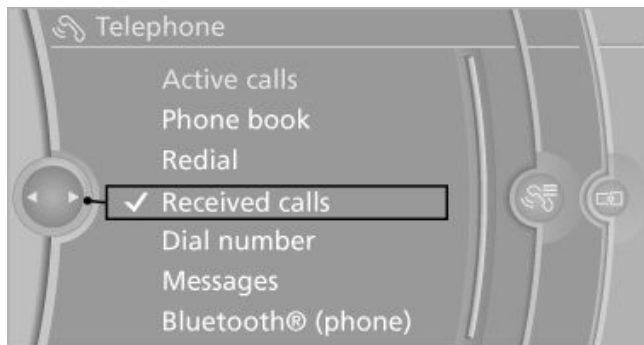 Telephone
Active calls
Phone book
Redial
Received calls
Dial number
Messages
Bluetooth® (phone)